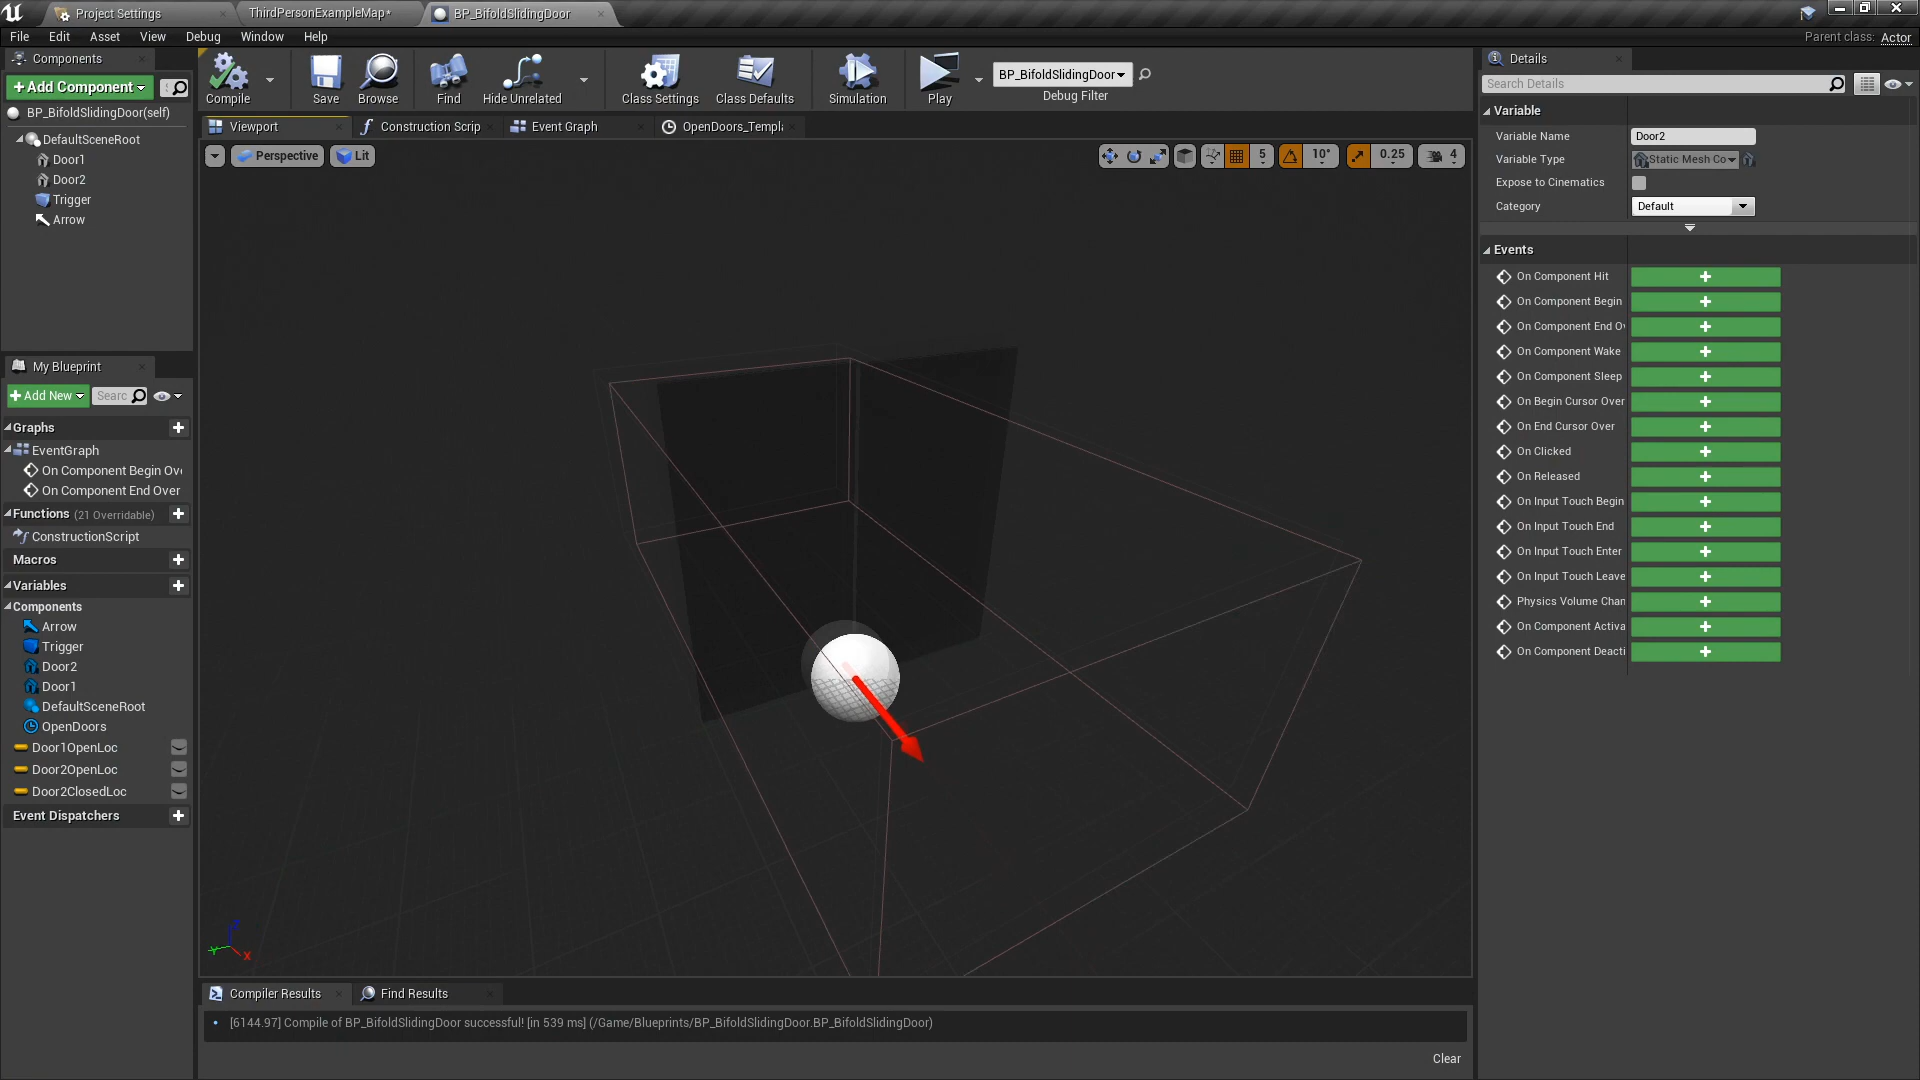 Project Settings
ThirdPersonExampleMap*
BP_BifoldSlidingDoor
File Edit Asset View Debug Window Help
Parent class: Actor
Components
+Add Component
BP_BifoldSlidingDoor(self)
DefaultSceneRoot
Door1
Door2
Trigger
Arrow
Compile
Save
Browse
Find
Hide Unrelated
Class Settings
Class Defaults
Simulation
Play
BP_BifoldSlidingDoor
Debug Filter
Viewport
Construction Scrip
Event Graph
OpenDoors_Templ
Perspective
Lit
5
10°
0.25
4
X
My Blueprint
+Add New
Searc
Graphs
EventGraph
On Component Begin Ov
On Component End Over
Functions (21 Overridable)
ConstructionScript
Macros
Variables
Components
Arrow
Trigger
Door2
Door1
DefaultSceneRoot
OpenDoors
Door1OpenLoc
Door2OpenLoc
Door2ClosedLoc
Event Dispatchers
Compiler Results
Find Results
[6144.97] Compile of BP_BifoldSlidingDoor successful! [in 539 ms] (/Game/Blueprints/BP_BifoldSlidingDoor.BP_BifoldSlidingDoor)
Clear
Details
Search Details
Variable
Variable Name Door2
Variable Type Static Mesh Co
Expose to Cinematics
Category Default
Events
On Component Hit
On Component Begin
On Component End Ov
On Component Wake
On Component Sleep
On Begin Cursor Over
On End Cursor Over
On Clicked
On Released
On Input Touch Begin
On Input Touch End
On Input Touch Enter
On Input Touch Leave
Physics Volume Chan
On Component Activa
On Component Deacti